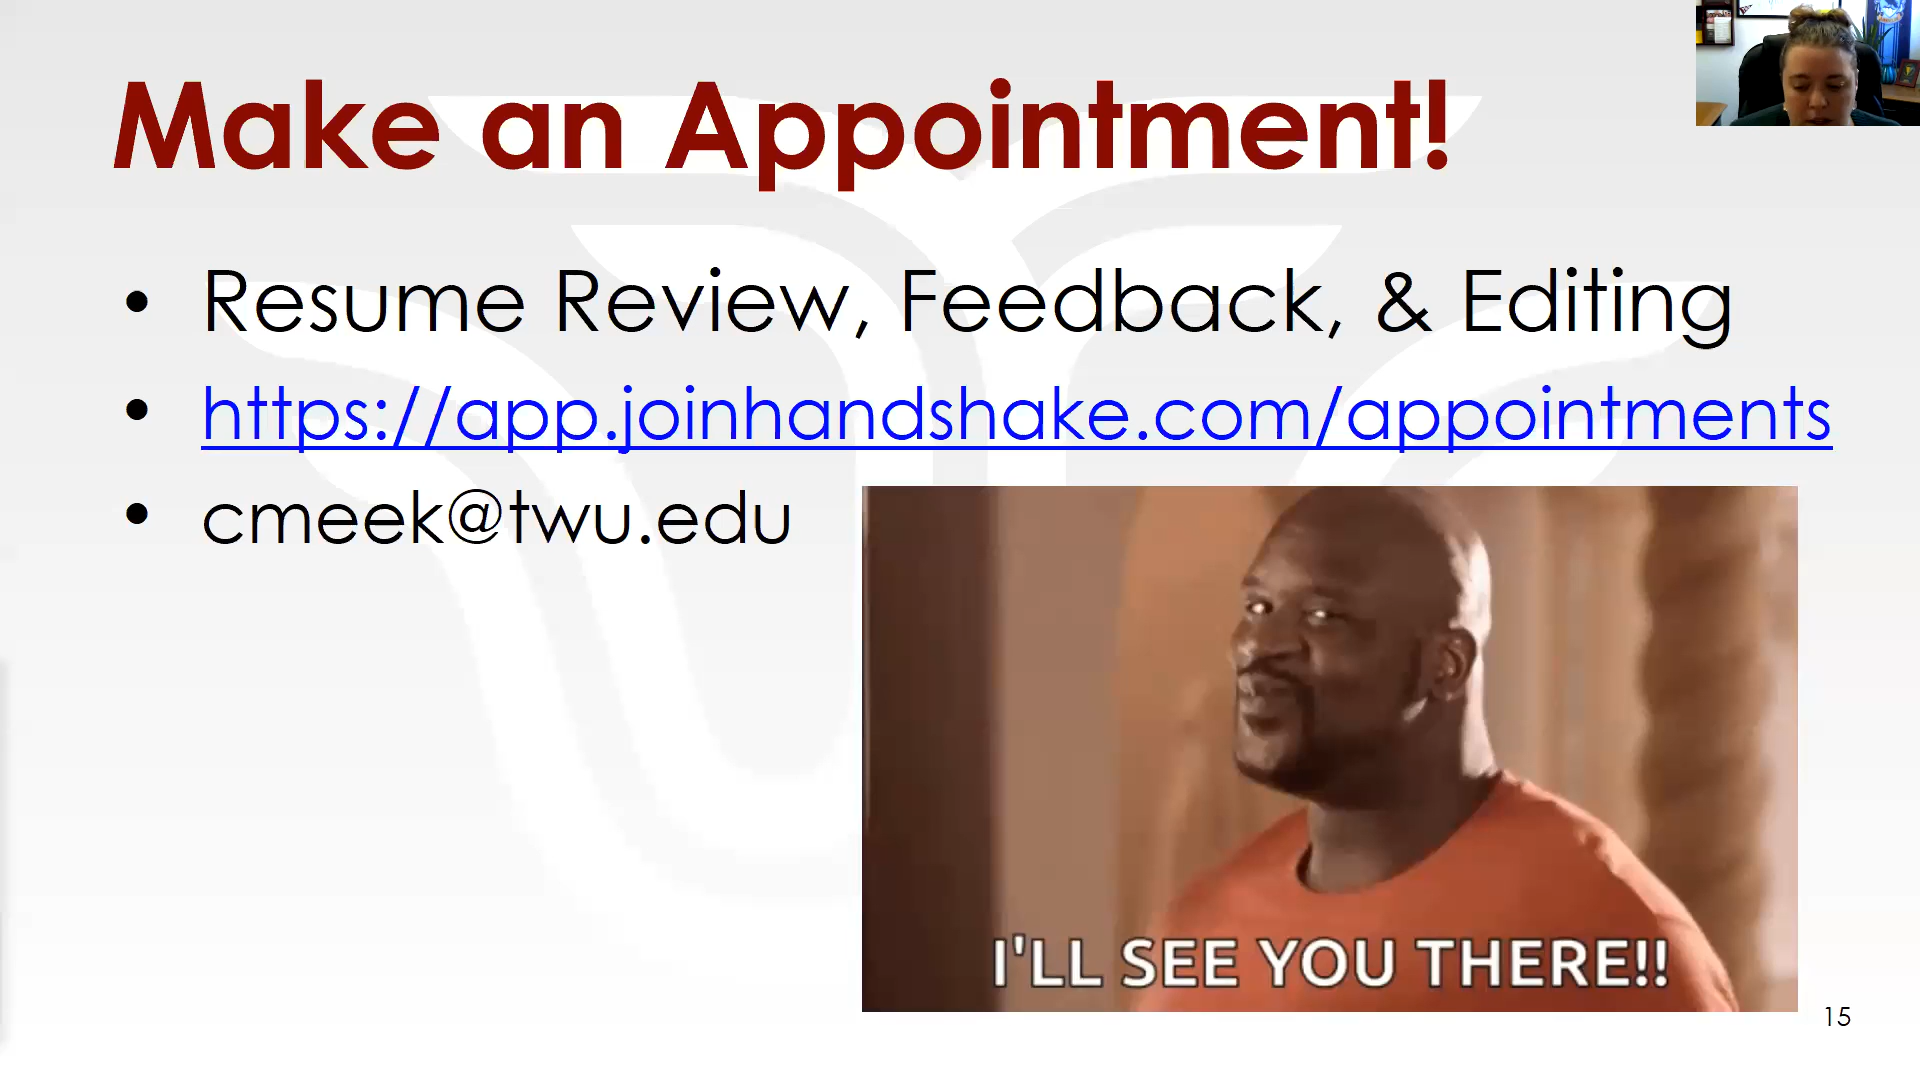 Make an Appointment!
• Resume Review, Feedback, & Editing
• https://app.joinhandshake.com/appointments
• cmeek@twu.edu
I'LL SEE YOU THERE!!
15